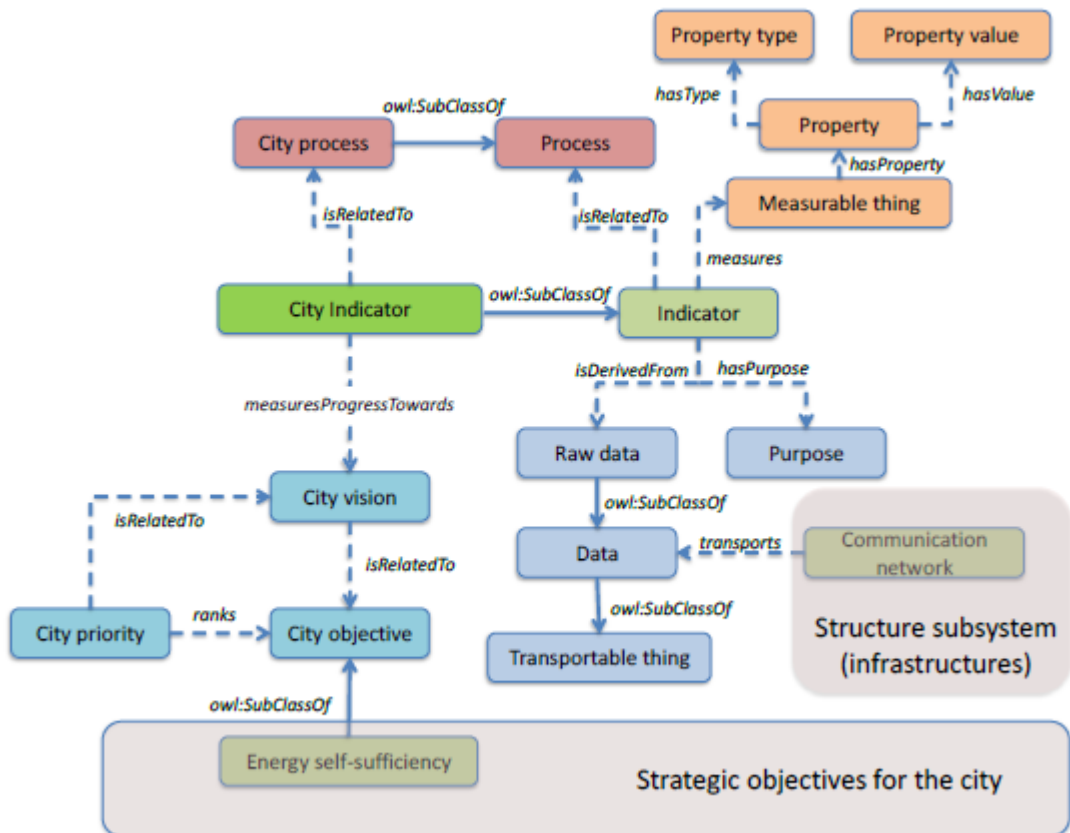 Property type
Property value
owl:SubClassOf
hasType
hasValue
City process
Process
Property
hasProperty
isRelatedTo
isRelatedTo
Measurable thing
measures
City Indicator
owl:SubClassOf
Indicator
isDerivedFrom
hasPurpose
measuresProgressTowards
Raw data
Purpose
City vision
owl:SubClassOf
isRelatedTo
Data
transports
Communication
network
isRelatedTo
owl:SubClassOf
City priority
ranks
City objective
Transportable thing
Structure subsystem
(infrastructures)
owl:SubClassOf
Energy self-sufficiency
Strategic objectives for the city